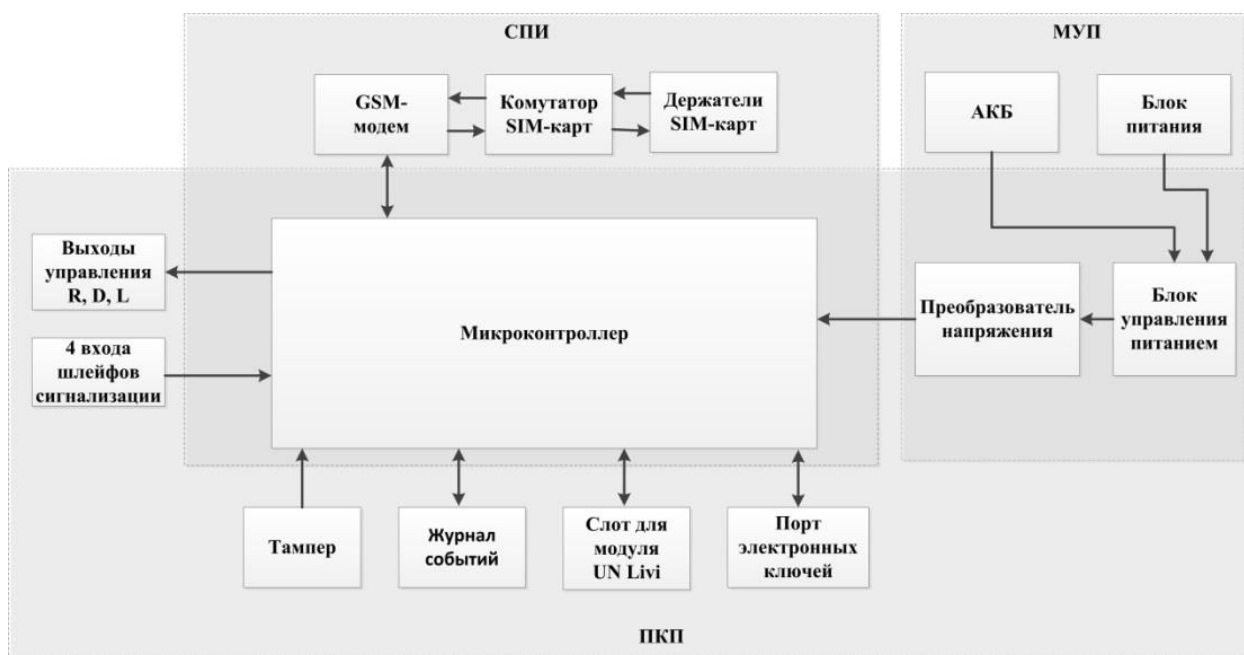 СПИ
МУП
GSM-
модем
Комутатор
SIM-карт
Держатели
SIM-карт
АКБ
Блок
питания
Выходы
управления
R, D, L
4 входа
шлейфов
сигнализации
Микроконтроллер
Преобразователь
напряжения
Блок
управления
питанием
Тампер
Журнал
событий
Слот для
модуля
UN Livi
Порт
электронных
ключей
ПКП